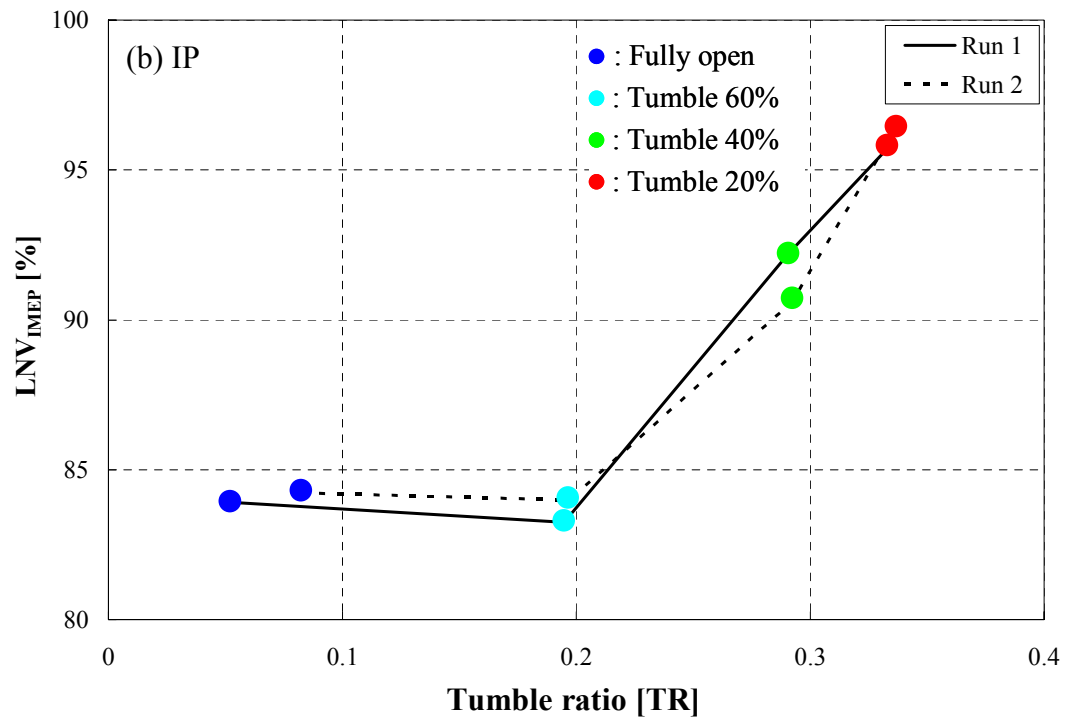 100
(b) IP
: Fully open
: Tumble 60%
: Tumble 40%
: Tumble 20%
Run 1
Run 2
95
90
85
80
LNV_IMEP [%]
0
0.1
0.2
0.3
0.4
Tumble ratio [TR]